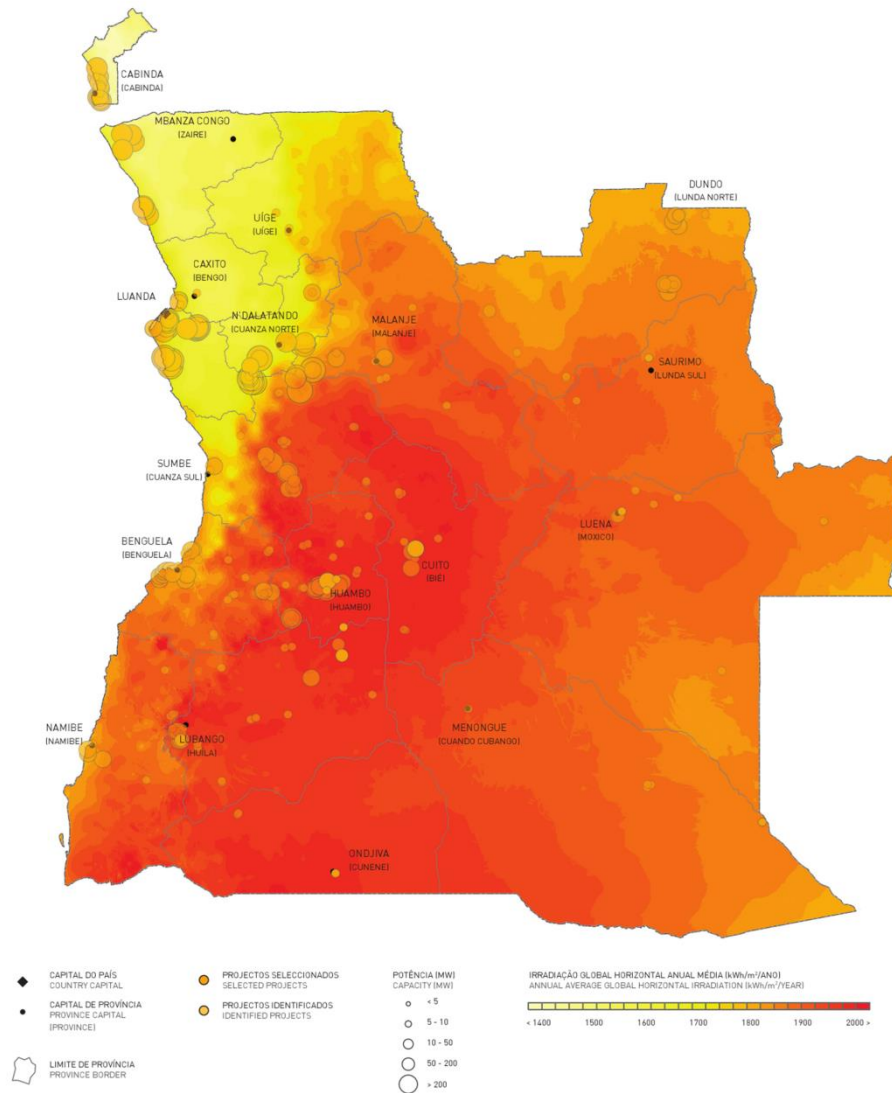 CABINDA
(CABINDA)
MBANZA CONGO
(ZAIRE)
DUNDO
(LUNDA NORTE)
UÍGE
(UÍGE)
CAXITO
(BENGO)
LUANDA
N'DALATANDO
(CUANZA NORTE)
MALANJE
(MALANJE)
SAURIMO
(LUNDA SUL)
SUMBE
(CUANZA SUL)
LUENA
(MOXICO)
BENGUELA
(BENGUELA)
CUITO
(BIÉ)
HUAMBO
(HUAMBO)
NAMIBE
(NAMIBE)
LUBANGO
(HUÍLA)
MENONGUE
(CUANDO CUBANGO)
ONDJIVA
(CUNENE)
CAPITAL DO PAÍS
COUNTRY CAPITAL
CAPITAL DE PROVÍNCIA
PROVINCE CAPITAL
(PROVINCE)
LIMITE DE PROVÍNCIA
PROVINCE BORDER
PROJECTOS SELECCIONADOS
SELECTED PROJECTS
PROJECTOS IDENTIFICADOS
IDENTIFIED PROJECTS
POTÊNCIA (MW)
CAPACITY (MW)
< 5
5 - 10
10 - 50
50 - 200
> 200
IRRADIAÇÃO GLOBAL HORIZONTAL ANUAL MÉDIA (kWh/m²/ANO)
ANNUAL AVERAGE GLOBAL HORIZONTAL IRRADIATION (kWh/m²/YEAR)
< 1400 1500 1600 1700 1800 1900 2000 >